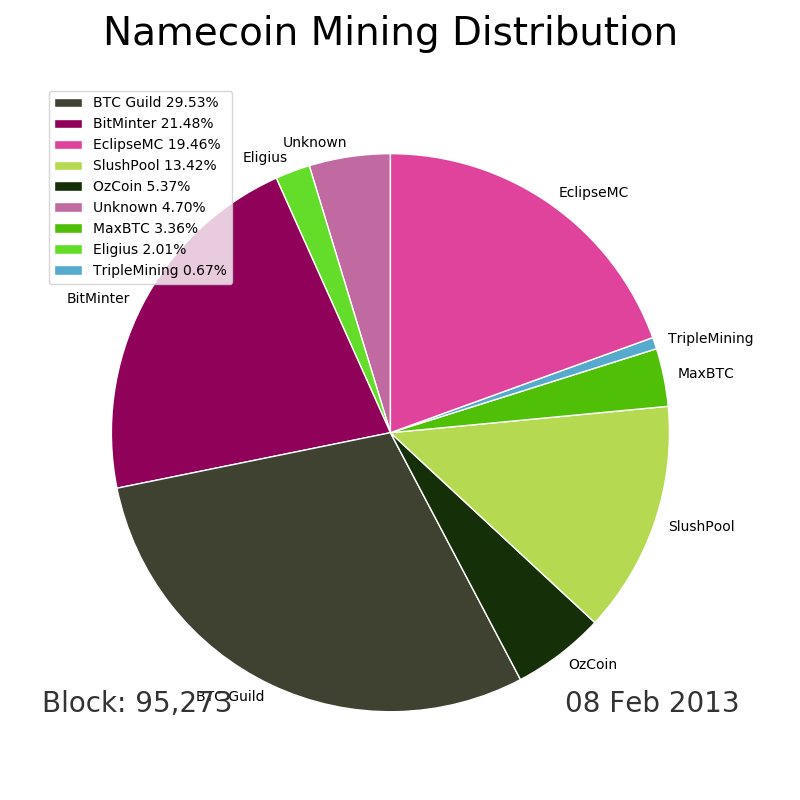 Namecoin Mining Distribution
BTC Guild 29.53%
BitMinter 21.48%
EclipseMC 19.46%
SlushPool 13.42%
OzCoin 5.37%
Unknown 4.70%
MaxBTC 3.36%
Eligius 2.01%
TripleMining 0.67%
Unknown
Eligius
EclipseMC
BitMinter
TripleMining
MaxBTC
SlushPool
OzCoin
BTC Guild
Block: 95,273
08 Feb 2013